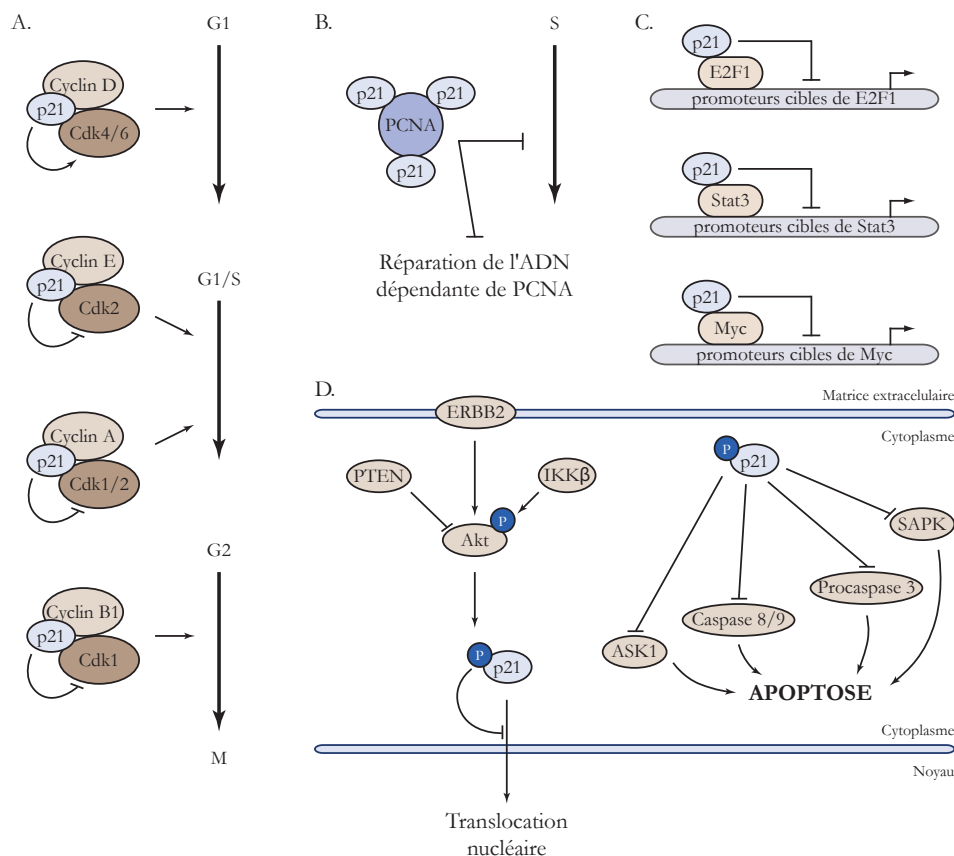 A.
G1
Cyclin D
p21
Cdk4/6
Cyclin E
p21
Cdk2
G1/S
Cyclin A
p21
Cdk1/2
G2
Cyclin B1
p21
Cdk1
M
B.
S
p21
p21
PCNA
p21
Réparation de l'ADN
dépendante de PCNA
C.
p21
E2F1
promoteurs cibles de E2F1
p21
Stat3
promoteurs cibles de Stat3
p21
Myc
promoteurs cibles de Myc
D.
Matrice extracelulaire
ERBB2
Cytoplasme
PTEN
IKKβ
P
Akt
P
p21
P
p21
SAPK
Procaspase 3
Caspase 8/9
ASK1
APOPTOSE
Cytoplasme
Noyau
Translocation
nucléaire